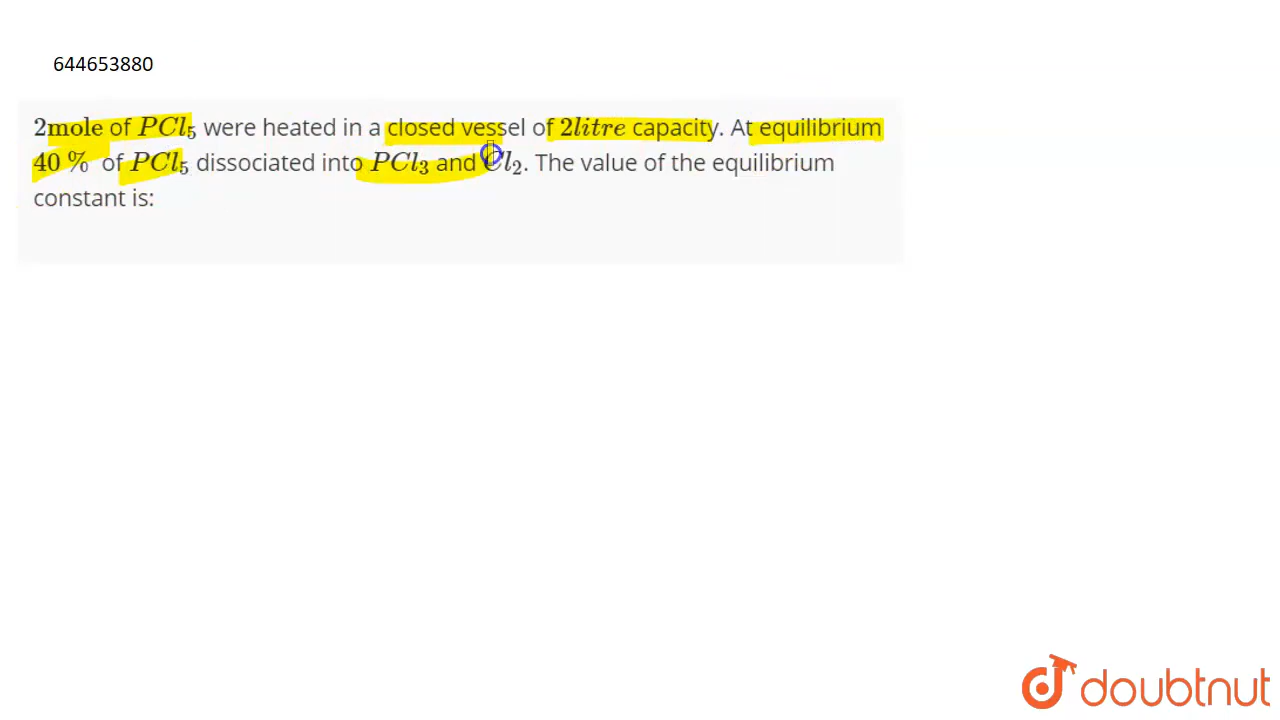 644653880
2mole of PCl5 were heated in a closed vessel of 2litre capacity. At equilibrium
40 % of PCl5 dissociated into PCl3 and Cl2. The value of the equilibrium
constant is:
doubtnut